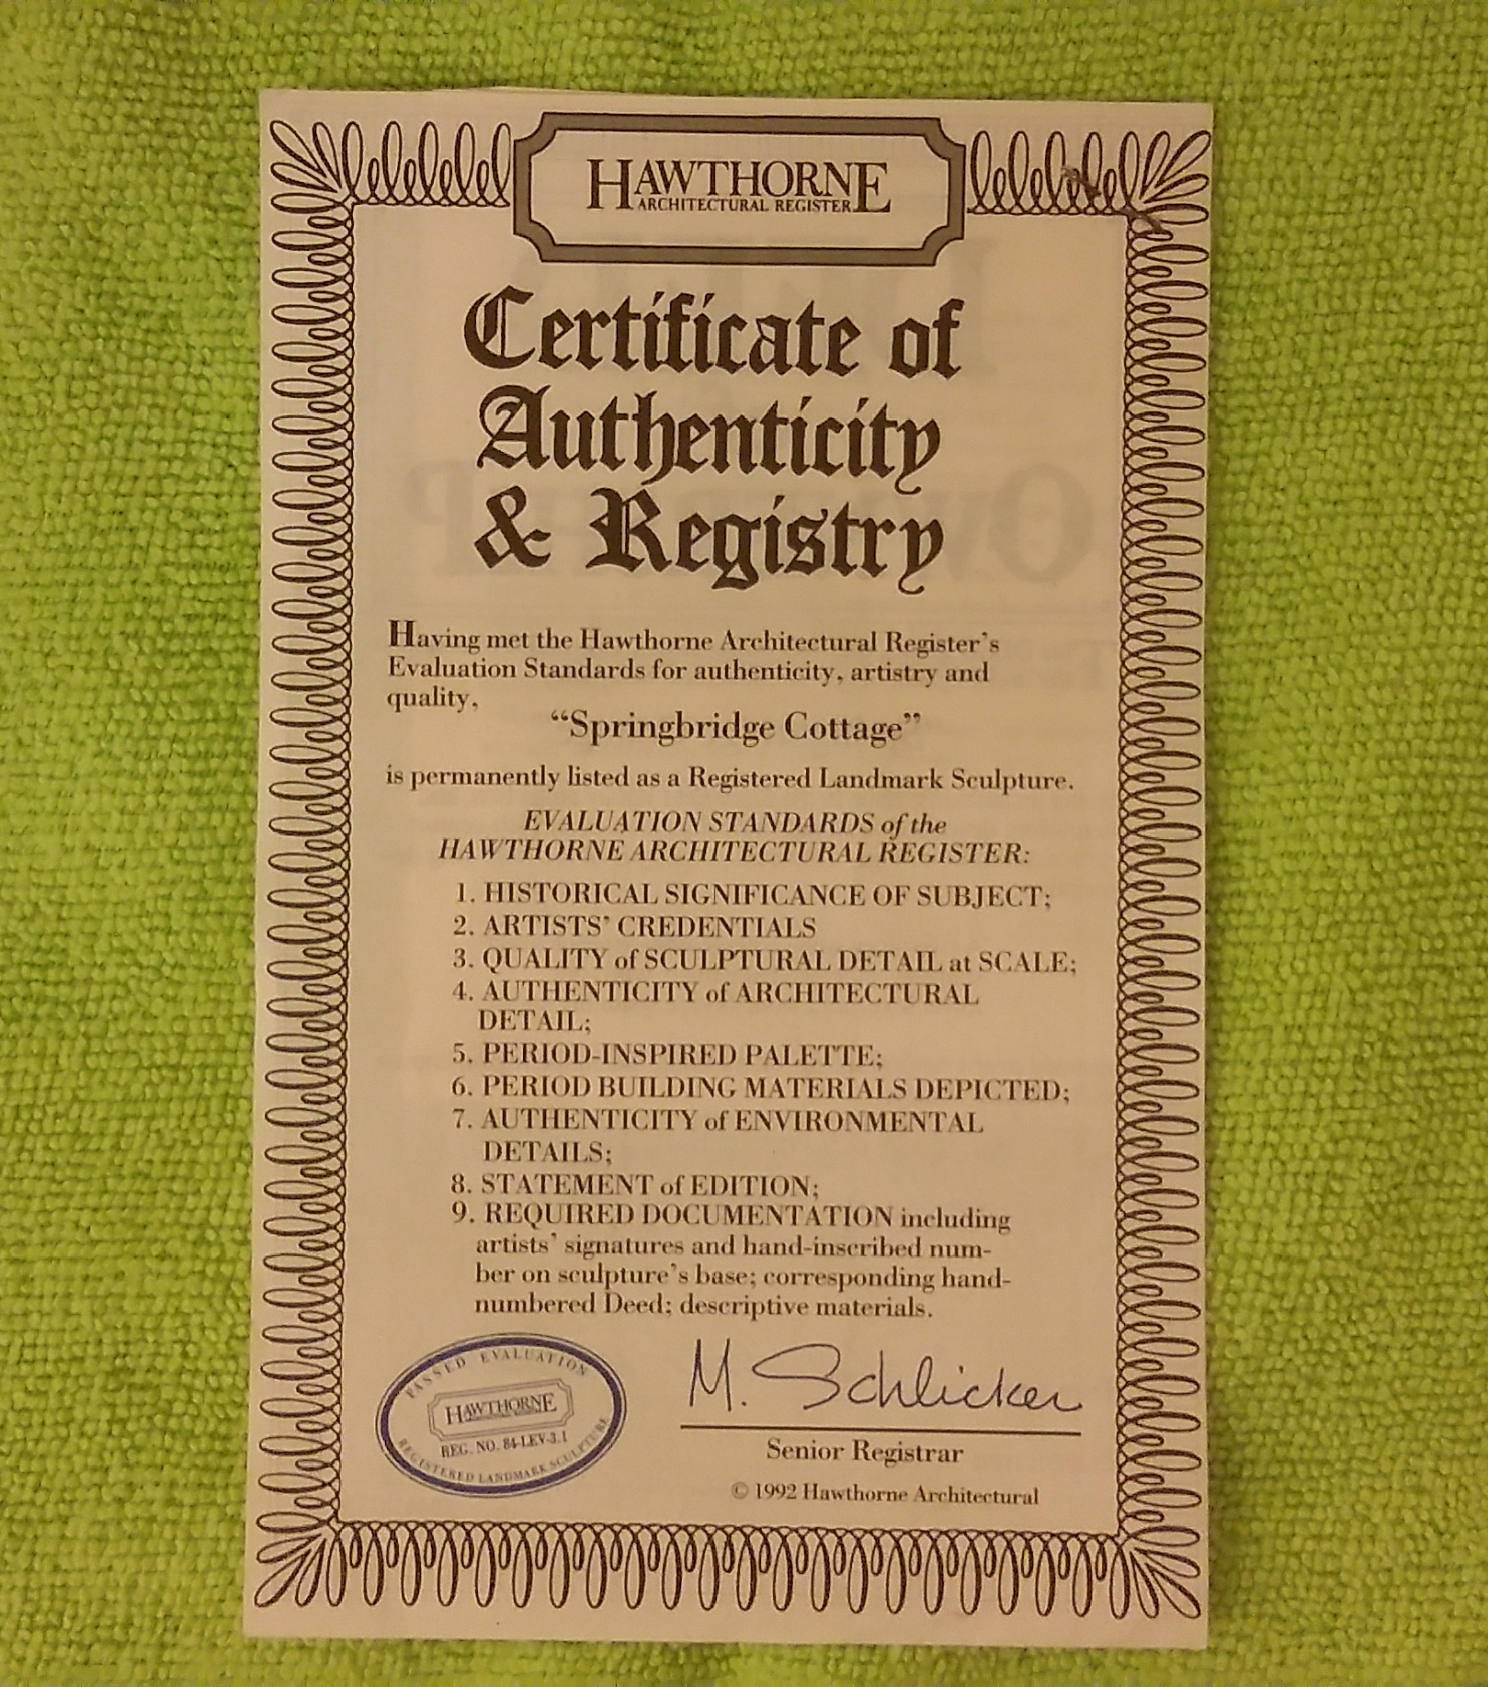 HAWTHORNE
ARCHITECTURAL REGISTER
Certificate of
Authenticity
& Registry
Having met the Hawthorne Architectural Register's
Evaluation Standards for authenticity, artistry and
quality,
"Springbridge Cottage"
is permanently listed as a Registered Landmark Sculpture.
EVALUATION STANDARDS of the
HAWTHORNE ARCHITECTURAL REGISTER:
1. HISTORICAL SIGNIFICANCE OF SUBJECT;
2. ARTISTS' CREDENTIALS
3. QUALITY of SCULPTURAL DETAIL at SCALE;
4. AUTHENTICITY of ARCHITECTURAL
DETAIL;
5. PERIOD-INSPIRED PALETTE;
6. PERIOD BUILDING MATERIALS DEPICTED;
7. AUTHENTICITY of ENVIRONMENTAL
DETAILS;
8. STATEMENT of EDITION;
9. REQUIRED DOCUMENTATION including
artists' signatures and hand-inscribed num-
ber on sculpture's base; corresponding hand-
numbered Deed; descriptive materials.
PASSED EVALUATION
HAWTHORNE
REG. NO. 84-LEV-3.1
REGISTERED LANDMARK SCULPTURE
M. Schlicker
Senior Registrar
© 1992 Hawthorne Architectural